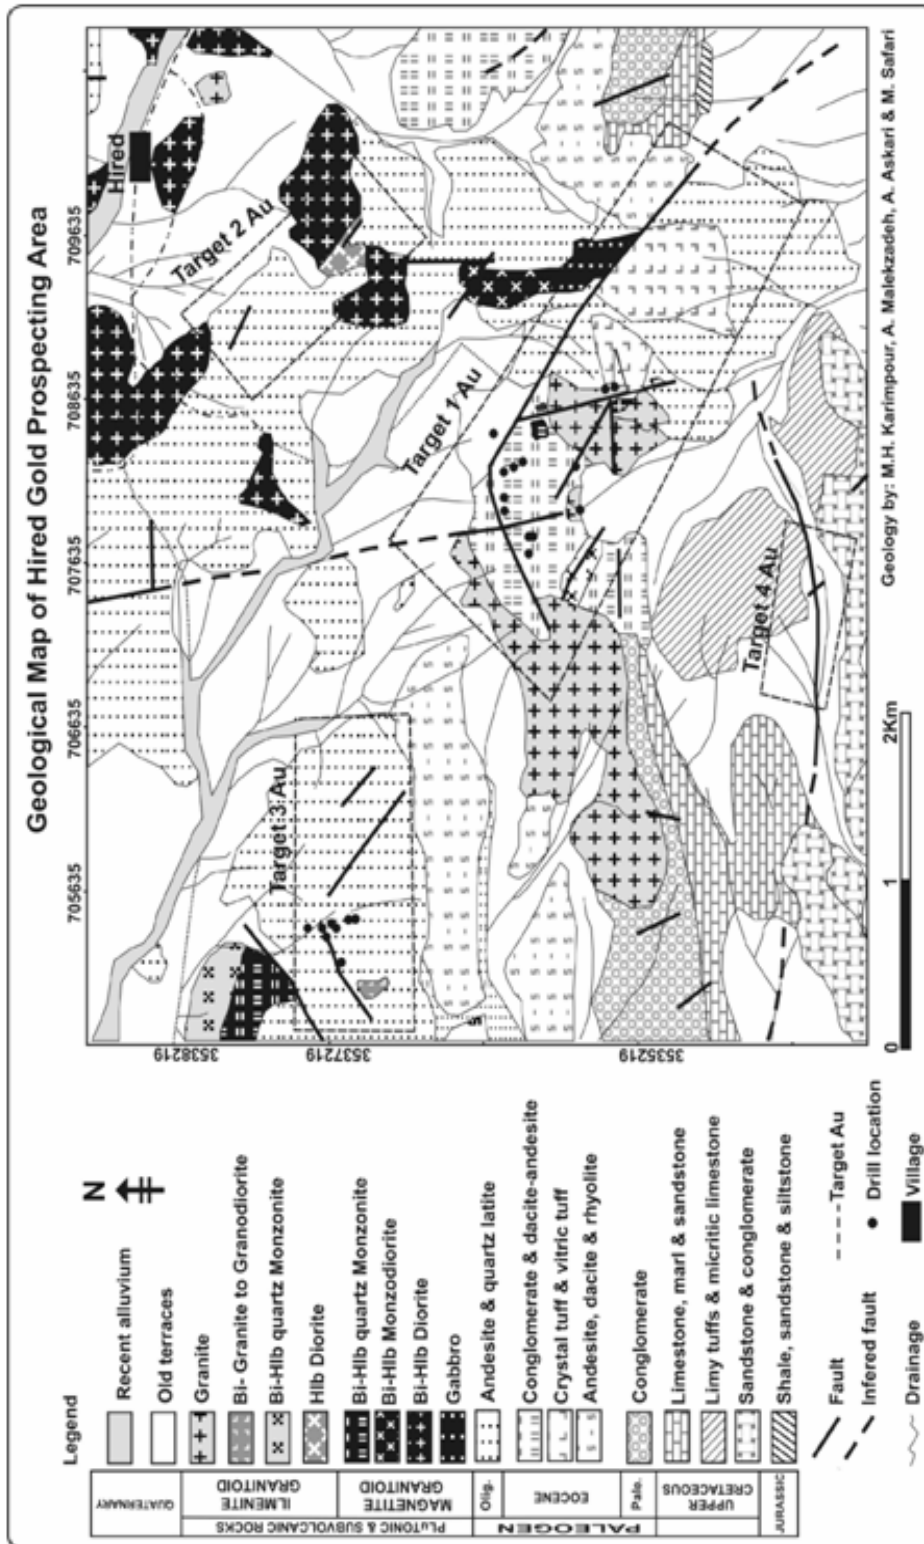 Geological Map of Hired Gold Prospecting Area
705635
706635
707635
708635
709635
3538219
3537219
3535219
Hired
Target 2 Au
Target 1 Au
Target 3 Au
Target 4 Au
0
1
2Km
Geology by: M.H. Karimpour, A. Malekzadeh, A. Askari & M. Safari
N
Legend
Recent alluvium
Old terraces
Granite
Bi- Granite to Granodiorite
Bi-Hlb quartz Monzonite
Hlb Diorite
Bi-Hlb quartz Monzonite
Bi-Hlb Monzodiorite
Bi-Hlb Diorite
Gabbro
Andesite & quartz latite
Conglomerate & dacite-andesite
Crystal tuff & vitric tuff
Andesite, dacite & rhyolite
Conglomerate
Limestone, marl & sandstone
Limy tuffs & micritic limestone
Sandstone & conglomerate
Shale, sandstone & siltstone
Fault
Infered fault
Drainage
Target Au
Drill location
Village
QUATERNARY
PLUTONIC & SUBVOLCANIC ROCKS
ILMENITE
GRANITOID
MAGNETITE
GRANITOID
PALEOGEN
Olig.
EOCENE
Pale.
UPPER
CRETACEOUS
JURASSIC